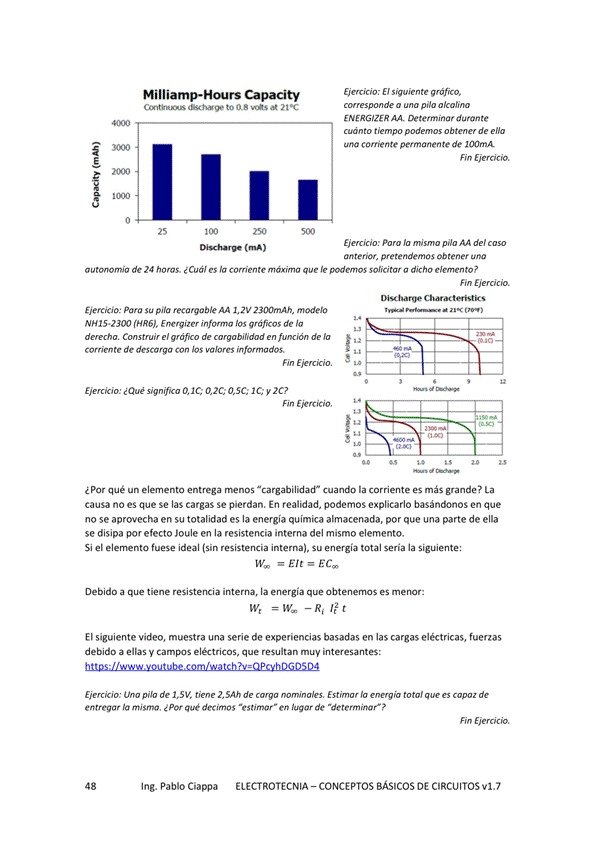 Milliamp-Hours Capacity
Continuous discharge to 0.8 volts at 21°C
4000
3000
2000
1000
0
Capacity (mAh)
25 100 250 500
Discharge (mA)
Ejercicio: El siguiente gráfico,
corresponde a una pila alcalina
ENERGIZER AA. Determinar durante
cuánto tiempo podemos obtener de ella
una corriente permanente de 100mA.
Fin Ejercicio.
Ejercicio: Para la misma pila AA del caso
anterior, pretendemos obtener una
autonomía de 24 horas. ¿Cuál es la corriente máxima que le podemos solicitar a dicho elemento?
Fin Ejercicio.
Ejercicio: Para su pila recargable AA 1,2V 2300mAh, modelo
NH15-2300 (HR6), Energizer informa los gráficos de la
derecha. Construir el gráfico de cargabilidad en función de la
corriente de descarga con los valores informados.
Fin Ejercicio.
Ejercicio: ¿Qué significa 0,1C; 0,2C; 0,5C; 1C; y 2C?
Fin Ejercicio.
Discharge Characteristics
Typical Performance at 21°C (70°F)
1.4
1.3
1.2
1.1
1.0
0.9
Cell Voltage
460 mA
(0,2C)
230 mA
(0.1C)
0 3 6 9 12
Hours of Discharge
1.4
1.3
1.2
1.1
1.0
0.9
Cell Voltage
1150 mA
(0.5C)
2300 mA
(1.0C)
4600 mA
(2.0C)
0.0 0.5 1.0 1.5 2.0 2.5
Hours of Discharge
¿Por qué un elemento entrega menos “cargabilidad” cuando la corriente es más grande? La
causa no es que se las cargas se pierdan. En realidad, podemos explicarlo basándonos en que
no se aprovecha en su totalidad es la energía química almacenada, por que una parte de ella
se disipa por efecto Joule en la resistencia interna del mismo elemento.
Si el elemento fuese ideal (sin resistencia interna), su energía total sería la siguiente:
W∞ = EIt = EC∞
Debido a que tiene resistencia interna, la energía que obtenemos es menor:
Wₜ = W∞ − Rᵢ Iₜ² t
El siguiente video, muestra una serie de experiencias basadas en las cargas eléctricas, fuerzas
debido a ellas y campos eléctricos, que resultan muy interesantes:
https://www.youtube.com/watch?v=QPcyhDGD5D4
Ejercicio: Una pila de 1,5V, tiene 2,5Ah de carga nominales. Estimar la energía total que es capaz de
entregar la misma. ¿Por qué decimos “estimar” en lugar de “determinar”?
Fin Ejercicio.
48 Ing. Pablo Ciappa ELECTROTECNIA – CONCEPTOS BÁSICOS DE CIRCUITOS v1.7